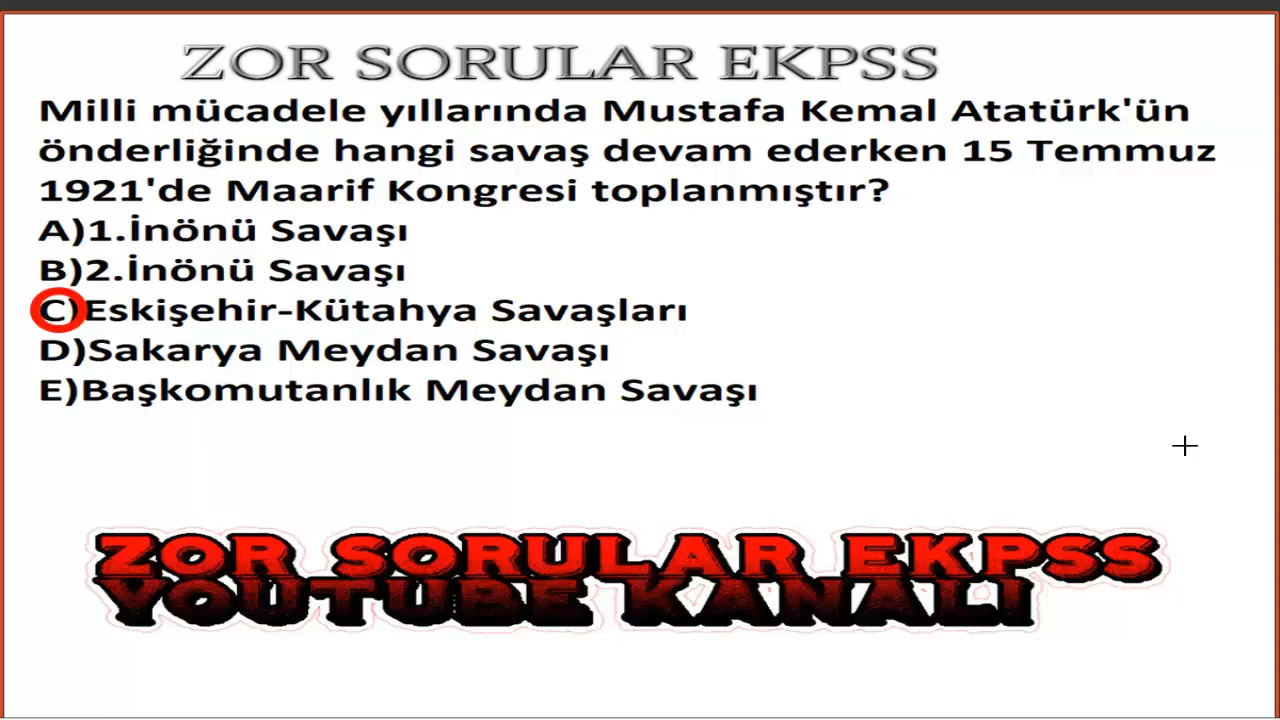 ZOR SORULAR EKPSS
Milli mücadele yıllarında Mustafa Kemal Atatürk'ün
önderliğinde hangi savaş devam ederken 15 Temmuz
1921'de Maarif Kongresi toplanmıştır?
A)1.İnönü Savaşı
B)2.İnönü Savaşı
C)Eskişehir-Kütahya Savaşları
D)Sakarya Meydan Savaşı
E)Başkomutanlık Meydan Savaşı
ZOR SORULAR EKPSS
YOUTUBE KANALI